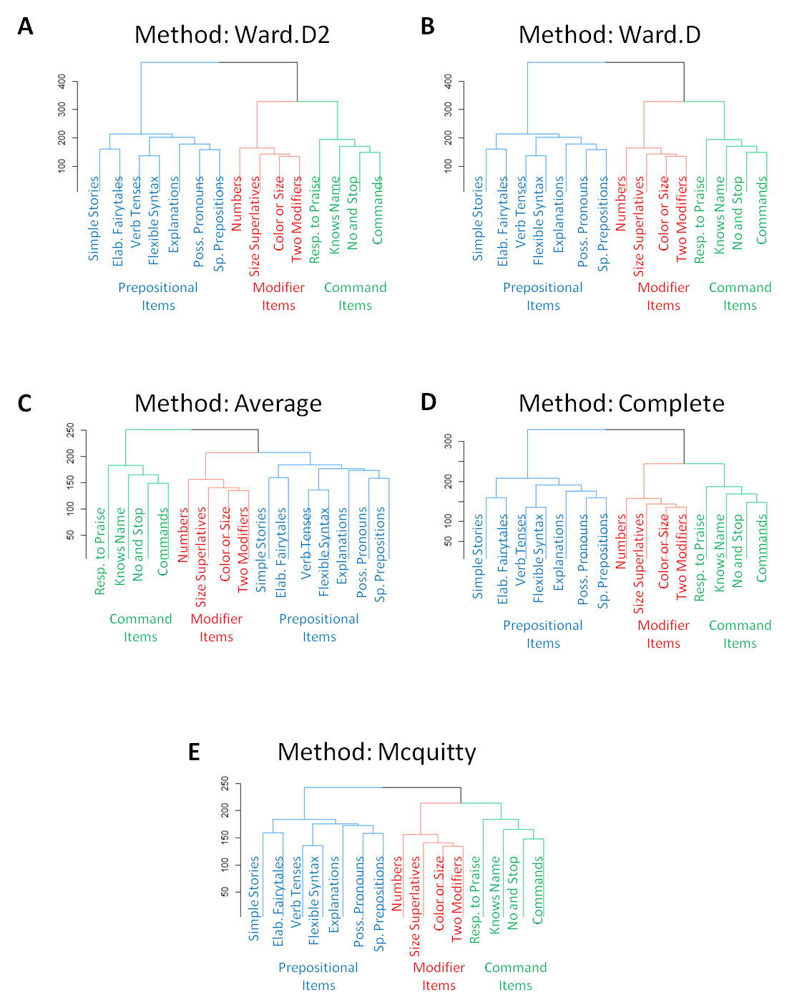 A
Method: Ward.D2
400
300
200
100
Simple Stories
Elab. Fairytales
Verb Tenses
Flexible Syntax
Explanations
Poss. Pronouns
Sp. Prepositions
Numbers
Size Superlatives
Color or Size
Two Modifiers
Resp. to Praise
Knows Name
No and Stop
Commands
Prepositional
Items
Modifier
Items
Command
Items
B
Method: Ward.D
400
300
200
100
Simple Stories
Elab. Fairytales
Verb Tenses
Flexible Syntax
Explanations
Poss. Pronouns
Sp. Prepositions
Numbers
Size Superlatives
Color or Size
Two Modifiers
Resp. to Praise
Knows Name
No and Stop
Commands
Prepositional
Items
Modifier
Items
Command
Items
C
Method: Average
250
200
150
100
50
Resp. to Praise
Knows Name
No and Stop
Commands
Numbers
Size Superlatives
Color or Size
Two Modifiers
Simple Stories
Elab. Fairytales
Verb Tenses
Flexible Syntax
Explanations
Poss. Pronouns
Sp. Prepositions
Command
Items
Modifier
Items
Prepositional
Items
D
Method: Complete
300
200
100
50
Simple Stories
Elab. Fairytales
Verb Tenses
Flexible Syntax
Explanations
Poss. Pronouns
Sp. Prepositions
Numbers
Size Superlatives
Color or Size
Two Modifiers
Resp. to Praise
Knows Name
No and Stop
Commands
Prepositional
Items
Modifier
Items
Command
Items
E
Method: Mcquitty
250
200
150
100
50
Simple Stories
Elab. Fairytales
Verb Tenses
Flexible Syntax
Explanations
Poss. Pronouns
Sp. Prepositions
Numbers
Size Superlatives
Color or Size
Two Modifiers
Resp. to Praise
Knows Name
No and Stop
Commands
Prepositional
Items
Modifier
Items
Command
Items